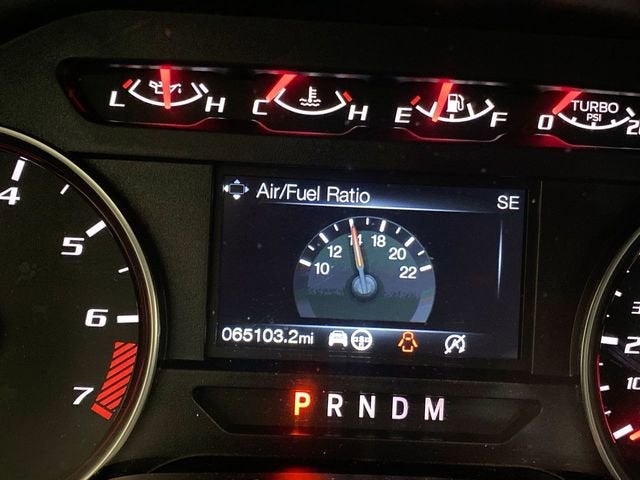 L H C H E F 0 TURBO 20
PSI
Air/Fuel Ratio SE
4
5
6
7
10 12 14 18 20 22
065103.2mi
P R N D M